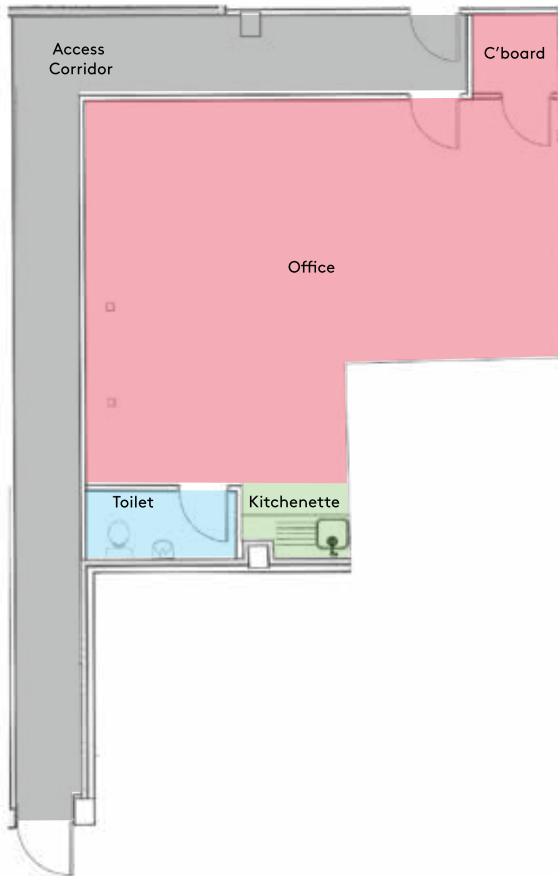 Access
Corridor
C'board
Office
Toilet
Kitchenette